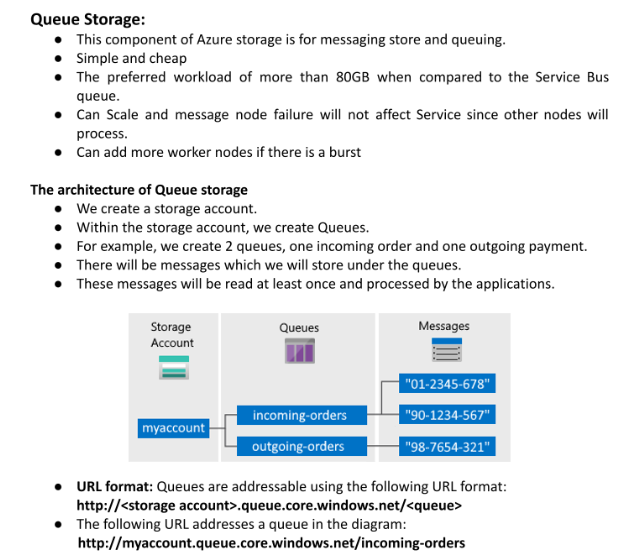 Queue Storage:
● This component of Azure storage is for messaging store and queuing.
● Simple and cheap
● The preferred workload of more than 80GB when compared to the Service Bus
queue.
● Can Scale and message node failure will not affect Service since other nodes will
process.
● Can add more worker nodes if there is a burst
The architecture of Queue storage
● We create a storage account.
● Within the storage account, we create Queues.
● For example, we create 2 queues, one incoming order and one outgoing payment.
● There will be messages which we will store under the queues.
● These messages will be read at least once and processed by the applications.
Storage
Account
Queues
Messages
"01-2345-678"
incoming-orders
"90-1234-567"
myaccount
outgoing-orders
"98-7654-321"
● URL format: Queues are addressable using the following URL format:
http://<storage account>.queue.core.windows.net/<queue>
● The following URL addresses a queue in the diagram:
http://myaccount.queue.core.windows.net/incoming-orders